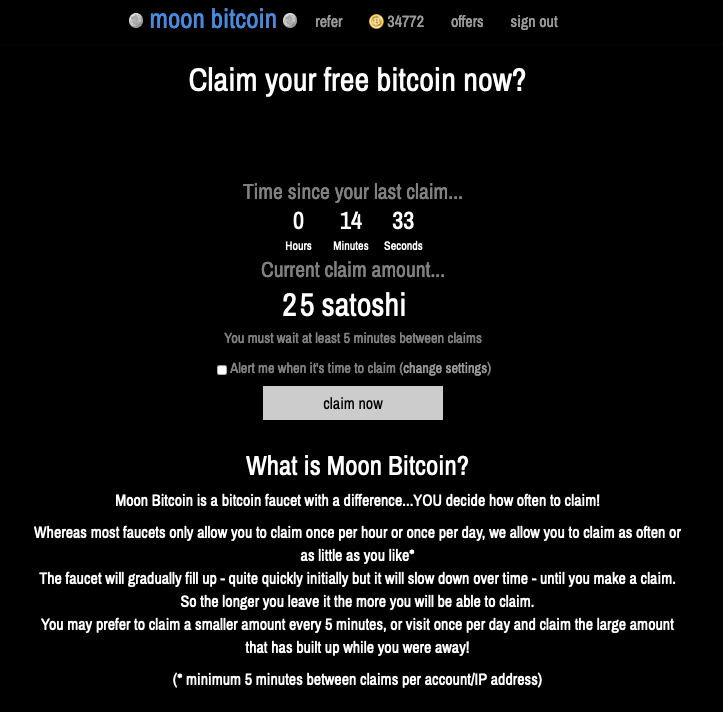 moon bitcoin refer 34772 offers sign out
Claim your free bitcoin now?
Time since your last claim...
0 14 33
Hours Minutes Seconds
Current claim amount...
25 satoshi
You must wait at least 5 minutes between claims
Alert me when it's time to claim (change settings)
claim now
What is Moon Bitcoin?
Moon Bitcoin is a bitcoin faucet with a difference...YOU decide how often to claim!
Whereas most faucets only allow you to claim once per hour or once per day, we allow you to claim as often or
as little as you like*
The faucet will gradually fill up - quite quickly initially but it will slow down over time - until you make a claim.
So the longer you leave it the more you will be able to claim.
You may prefer to claim a smaller amount every 5 minutes, or visit once per day and claim the large amount
that has built up while you were away!
(* minimum 5 minutes between claims per account/IP address)